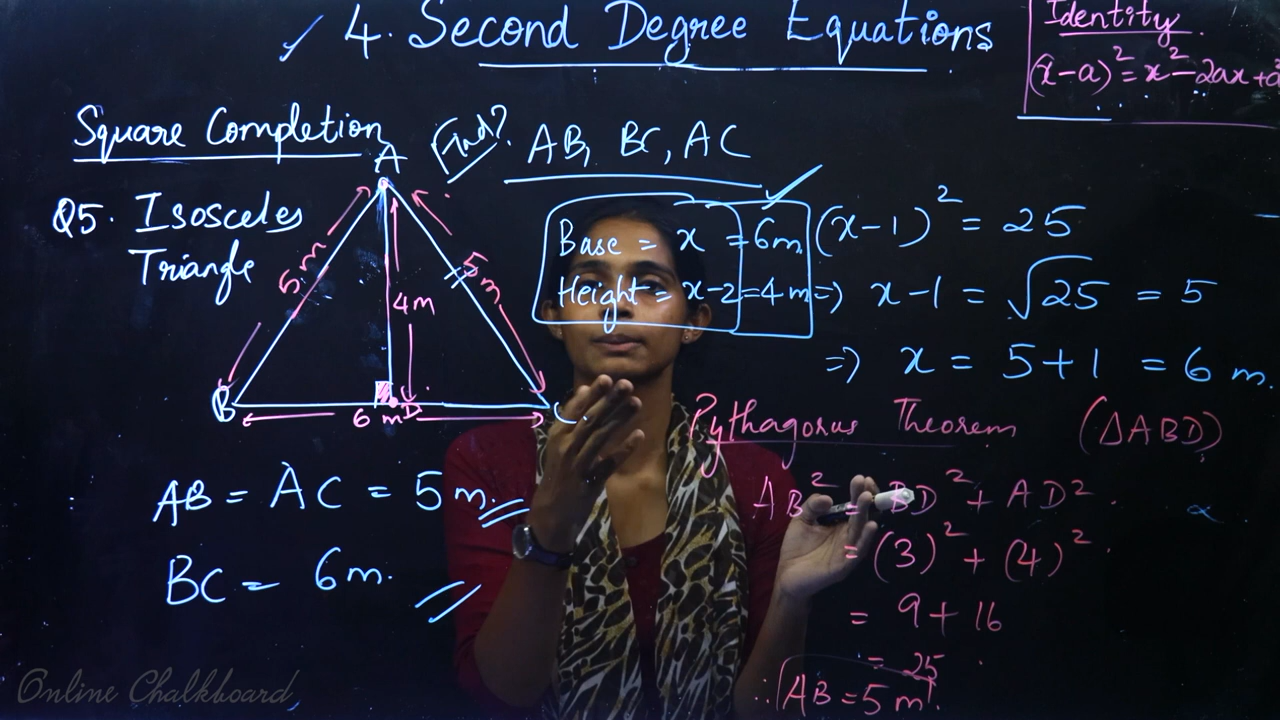 ✓ 4. Second Degree Equations
Identity
(x-a)² = x² - 2ax + a²
Square Completion
Find?
AB, BC, AC
Q5. Isosceles
Triangle
A
5m
5m
4m
B
D
C
6 m
Base = x = 6m
Height = x-2 = 4m
(x-1)² = 25
=> x-1 = √25 = 5
=> x = 5+1 = 6 m.
Pythagorus Theorem (ΔABD)
AB² = BD² + AD²
= (3)² + (4)²
= 9 + 16
= 25
∴ AB = 5 m
AB = AC = 5 m
BC = 6m.
Online Chalkboard